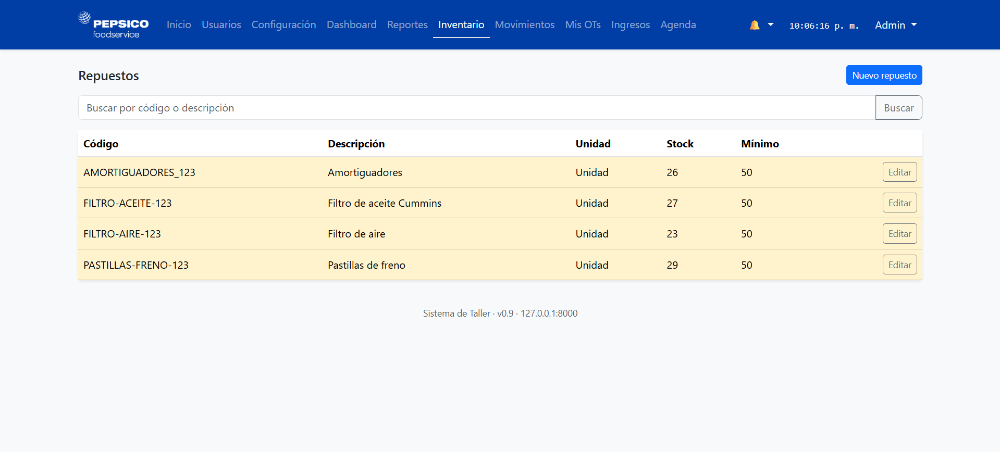 PEPSICO
foodservice
Inicio Usuarios Configuración Dashboard Reportes Inventario Movimientos Mis OTs Ingresos Agenda 10:06:16 p. m. Admin
Repuestos Nuevo repuesto
Buscar por código o descripción Buscar
Código Descripción Unidad Stock Mínimo
AMORTIGUADORES_123 Amortiguadores Unidad 26 50 Editar
FILTRO-ACEITE-123 Filtro de aceite Cummins Unidad 27 50 Editar
FILTRO-AIRE-123 Filtro de aire Unidad 23 50 Editar
PASTILLAS-FRENO-123 Pastillas de freno Unidad 29 50 Editar
Sistema de Taller · v0.9 · 127.0.0.1:8000